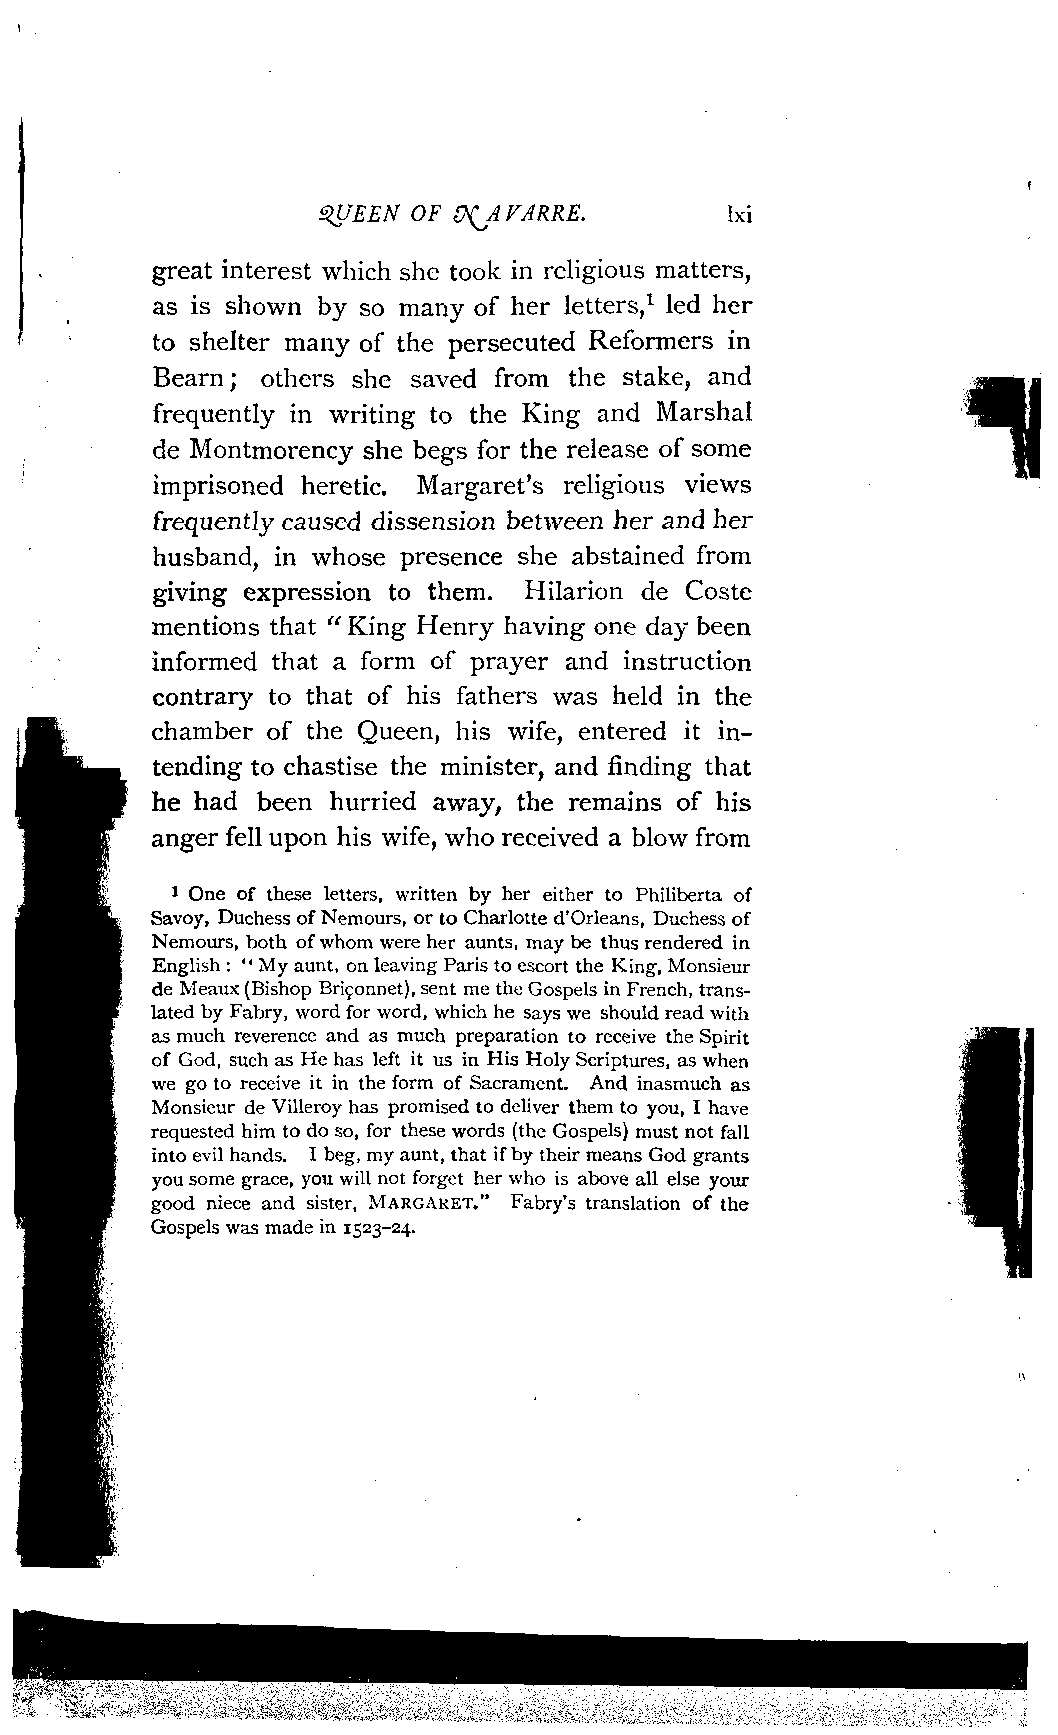 QUEEN OF NAVARRE. lxi
great interest which she took in religious matters,
as is shown by so many of her letters,¹ led her
to shelter many of the persecuted Reformers in
Bearn; others she saved from the stake, and
frequently in writing to the King and Marshal
de Montmorency she begs for the release of some
imprisoned heretic. Margaret's religious views
frequently caused dissension between her and her
husband, in whose presence she abstained from
giving expression to them. Hilarion de Coste
mentions that "King Henry having one day been
informed that a form of prayer and instruction
contrary to that of his fathers was held in the
chamber of the Queen, his wife, entered it in-
tending to chastise the minister, and finding that
he had been hurried away, the remains of his
anger fell upon his wife, who received a blow from
¹ One of these letters, written by her either to Philiberta of
Savoy, Duchess of Nemours, or to Charlotte d'Orleans, Duchess of
Nemours, both of whom were her aunts, may be thus rendered in
English: "My aunt, on leaving Paris to escort the King, Monsieur
de Meaux (Bishop Briçonnet), sent me the Gospels in French, trans-
lated by Fabry, word for word, which he says we should read with
as much reverence and as much preparation to receive the Spirit
of God, such as He has left it us in His Holy Scriptures, as when
we go to receive it in the form of Sacrament. And inasmuch as
Monsieur de Villeroy has promised to deliver them to you, I have
requested him to do so, for these words (the Gospels) must not fall
into evil hands. I beg, my aunt, that if by their means God grants
you some grace, you will not forget her who is above all else your
good niece and sister, MARGARET." Fabry's translation of the
Gospels was made in 1523-24.